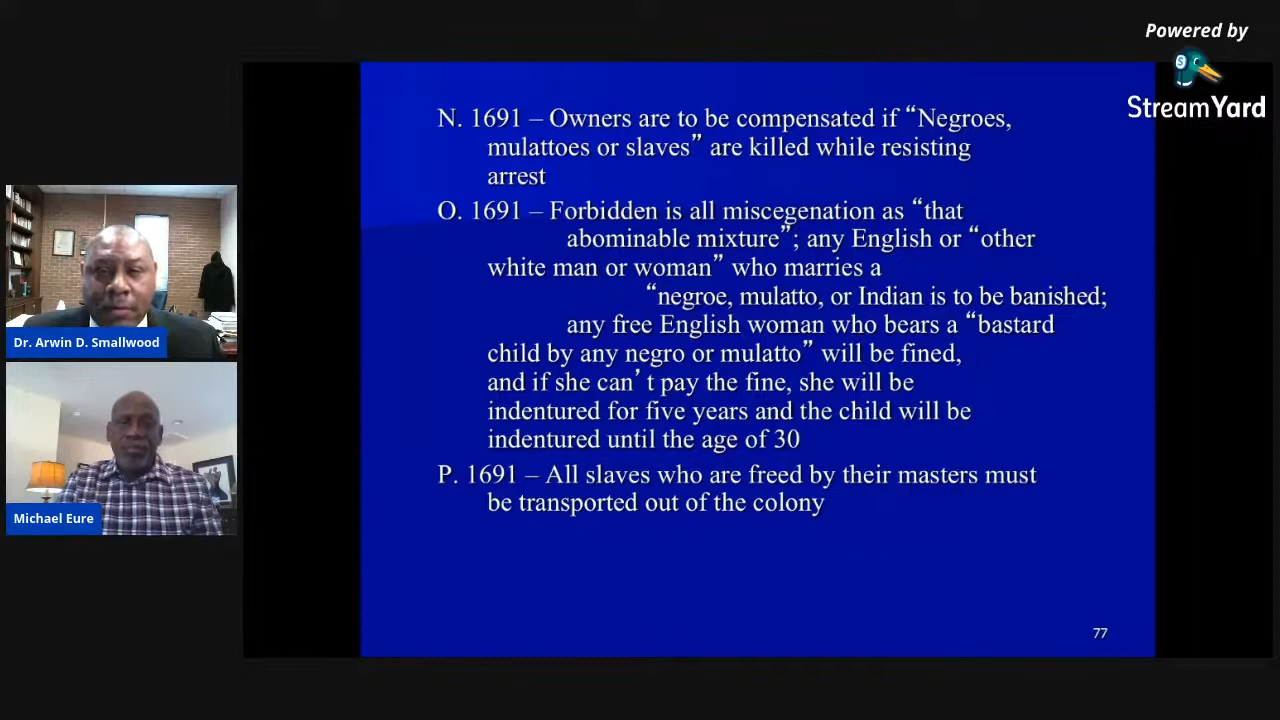 Powered by
StreamYard
N. 1691 – Owners are to be compensated if “Negroes,
mulattoes or slaves” are killed while resisting
arrest
O. 1691 – Forbidden is all miscegenation as “that
abominable mixture”; any English or “other
white man or woman” who marries a
“negroe, mulatto, or Indian is to be banished;
any free English woman who bears a “bastard
child by any negro or mulatto” will be fined,
and if she can’t pay the fine, she will be
indentured for five years and the child will be
indentured until the age of 30
P. 1691 – All slaves who are freed by their masters must
be transported out of the colony
77
Dr. Arwin D. Smallwood
Michael Eure